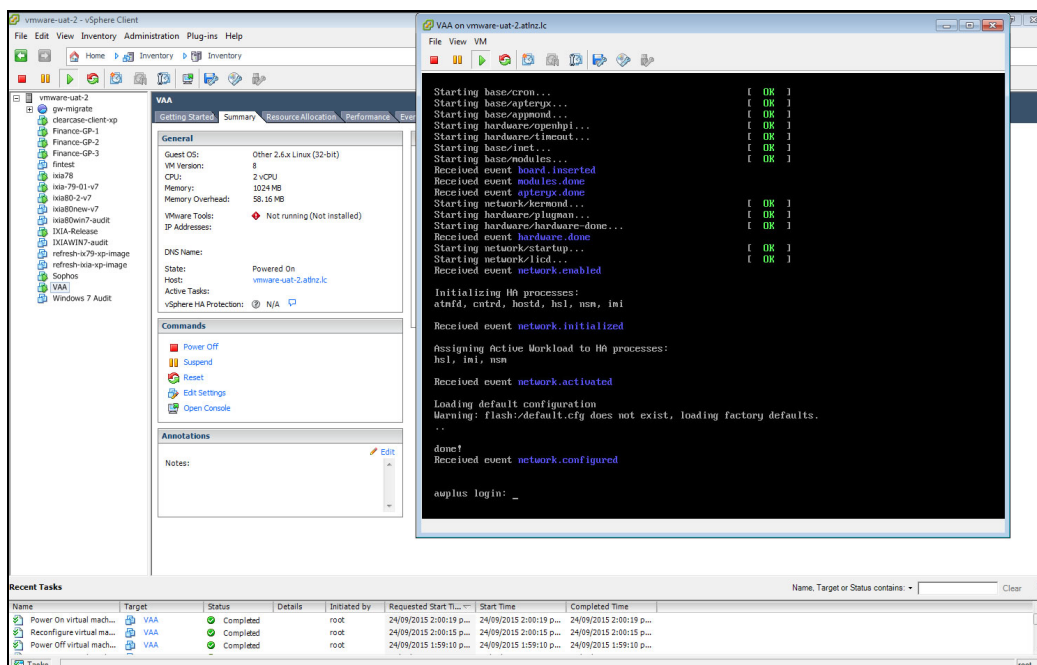 vmware-uat-2 - vSphere Client
File Edit View Inventory Administration Plug-ins Help
Home Inventory Inventory
vmware-uat-2
gw-migrate
clearcase-client-xp
Finance-GP-1
Finance-GP-2
Finance-GP-3
fintest
ixia78
ixia-79-01-v7
ixia80-2-v7
ixia80new-v7
ixia80win7-audit
IXIA-Release
IXIAWIN7-audit
refresh-ix79-xp-image
refresh-ixia-xp-image
Sophos
VAA
Windows 7 Audit
VAA
Getting Started Summary Resource Allocation Performance
General
Guest OS: Other 2.6.x Linux (32-bit)
VM Version: 8
CPU: 2 vCPU
Memory: 1024 MB
Memory Overhead: 58.16 MB
VMware Tools: Not running (Not installed)
IP Addresses:
DNS Name:
State: Powered On
Host: vmware-uat-2.atlnz.lc
Active Tasks:
vSphere HA Protection: N/A
Commands
Power Off
Suspend
Reset
Edit Settings
Open Console
Annotations
Edit
Notes:
VAA on vmware-uat-2.atlnz.lc
File View VM
Starting base/cron... [ OK ]
Starting base/apteryx... [ OK ]
Starting base/appmond... [ OK ]
Starting hardware/openhpi... [ OK ]
Starting hardware/timeout... [ OK ]
Starting base/inet... [ OK ]
Starting base/modules... [ OK ]
Received event board.inserted
Received event modules.done
Received event apteryx.done
Starting network/kermond... [ OK ]
Starting hardware/plugman... [ OK ]
Starting hardware/hardware-done... [ OK ]
Received event hardware.done
Starting network/startup... [ OK ]
Starting network/licd... [ OK ]
Received event network.enabled
Initializing HA processes:
atmfd, cntrd, hostd, hsl, nsm, imi
Received event network.initialized
Assigning Active Workload to HA processes:
hsl, imi, nsm
Received event network.activated
Loading default configuration
Warning: flash:/default.cfg does not exist, loading factory defaults.
..
done!
Received event network.configured
awplus login: _
Recent Tasks
Name, Target or Status contains: Clear
Name Target Status Details Initiated by Requested Start Ti... Start Time Completed Time
Power On virtual mach... VAA Completed root 24/09/2015 2:00:19 p... 24/09/2015 2:00:19 p... 24/09/2015 2:00:19 p...
Reconfigure virtual ma... VAA Completed root 24/09/2015 2:00:15 p... 24/09/2015 2:00:15 p... 24/09/2015 2:00:15 p...
Power Off virtual mach... VAA Completed root 24/09/2015 1:59:10 p... 24/09/2015 1:59:10 p... 24/09/2015 1:59:10 p...
Tasks root